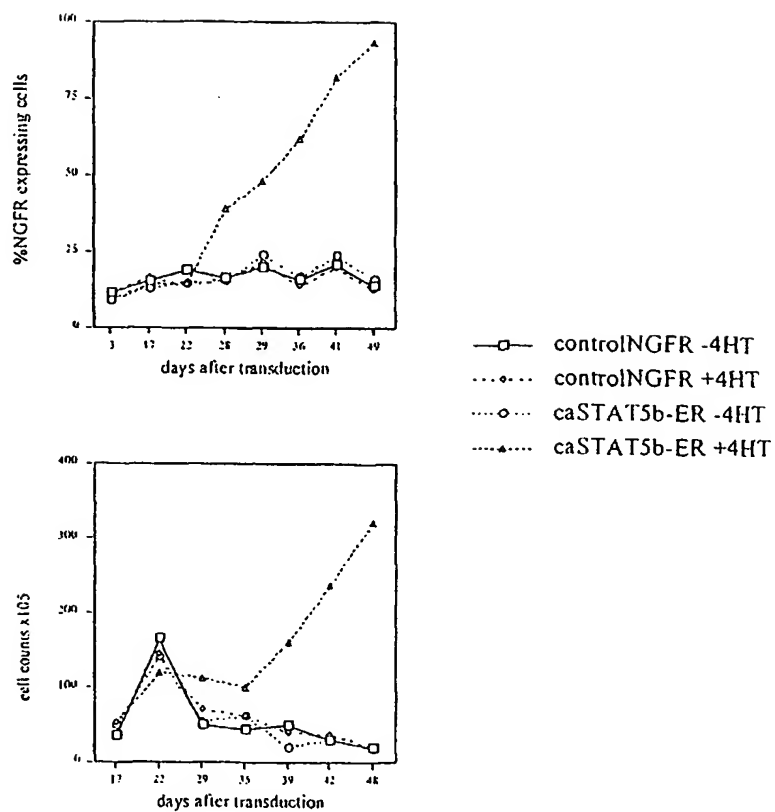 100
75
50
25
0
%NGFR expressing cells
3 17 22 28 29 36 41 49
days after transduction
controlNGFR -4HT
controlNGFR +4HT
caSTAT5b-ER -4HT
caSTAT5b-ER +4HT
400
300
200
100
0
cell counts x105
17 22 29 35 39 42 48
days after transduction